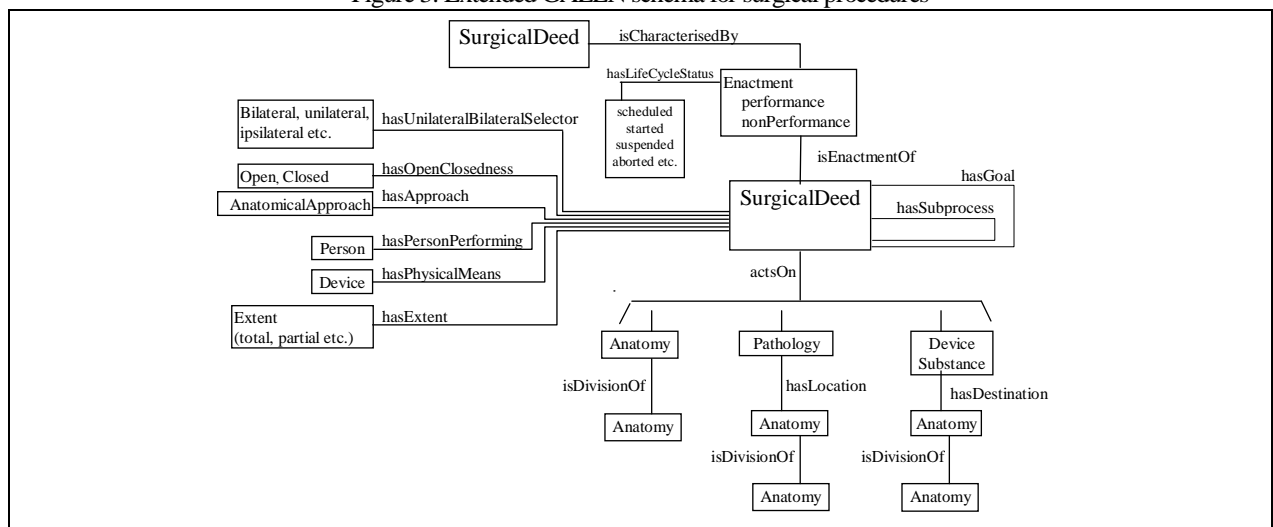 Figure 3. Extended GALEN schema for surgical procedures
SurgicalDeed
isCharacterisedBy
hasLifeCycleStatus
Enactment
performance
nonPerformance
scheduled
started
suspended
aborted etc.
isEnactmentOf
Bilateral, unilateral,
ipsilateral etc.
hasUnilateralBilateralSelector
Open, Closed
hasOpenClosedness
AnatomicalApproach
hasApproach
Person
hasPersonPerforming
Device
hasPhysicalMeans
Extent
(total, partial etc.)
hasExtent
SurgicalDeed
hasGoal
hasSubprocess
actsOn
Anatomy
isDivisionOf
Anatomy
Pathology
hasLocation
Anatomy
isDivisionOf
Anatomy
Device
Substance
hasDestination
Anatomy
isDivisionOf
Anatomy